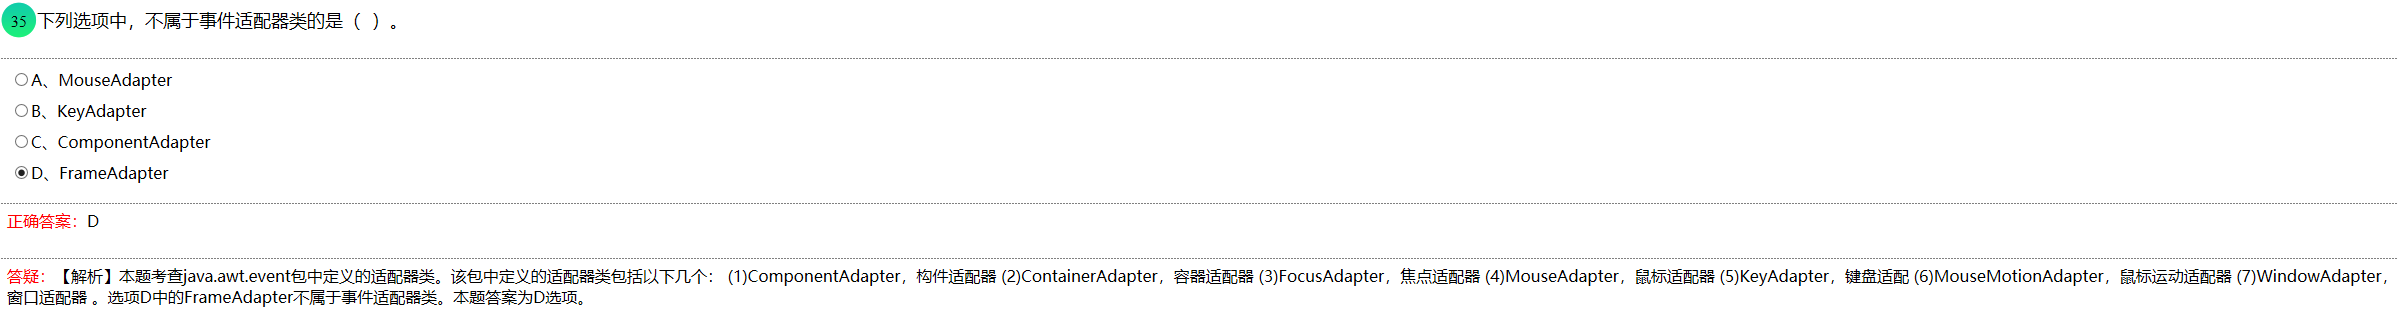 35 下列选项中，不属于事件适配器类的是（ ）。
A、MouseAdapter
B、KeyAdapter
C、ComponentAdapter
D、FrameAdapter
正确答案：D
答疑：【解析】本题考查java.awt.event包中定义的适配器类。该包中定义的适配器类包括以下几个： (1)ComponentAdapter，构件适配器 (2)ContainerAdapter，容器适配器 (3)FocusAdapter，焦点适配器 (4)MouseAdapter，鼠标适配器 (5)KeyAdapter，键盘适配 (6)MouseMotionAdapter，鼠标运动适配器 (7)WindowAdapter，
窗口适配器 。选项D中的FrameAdapter不属于事件适配器类。本题答案为D选项。